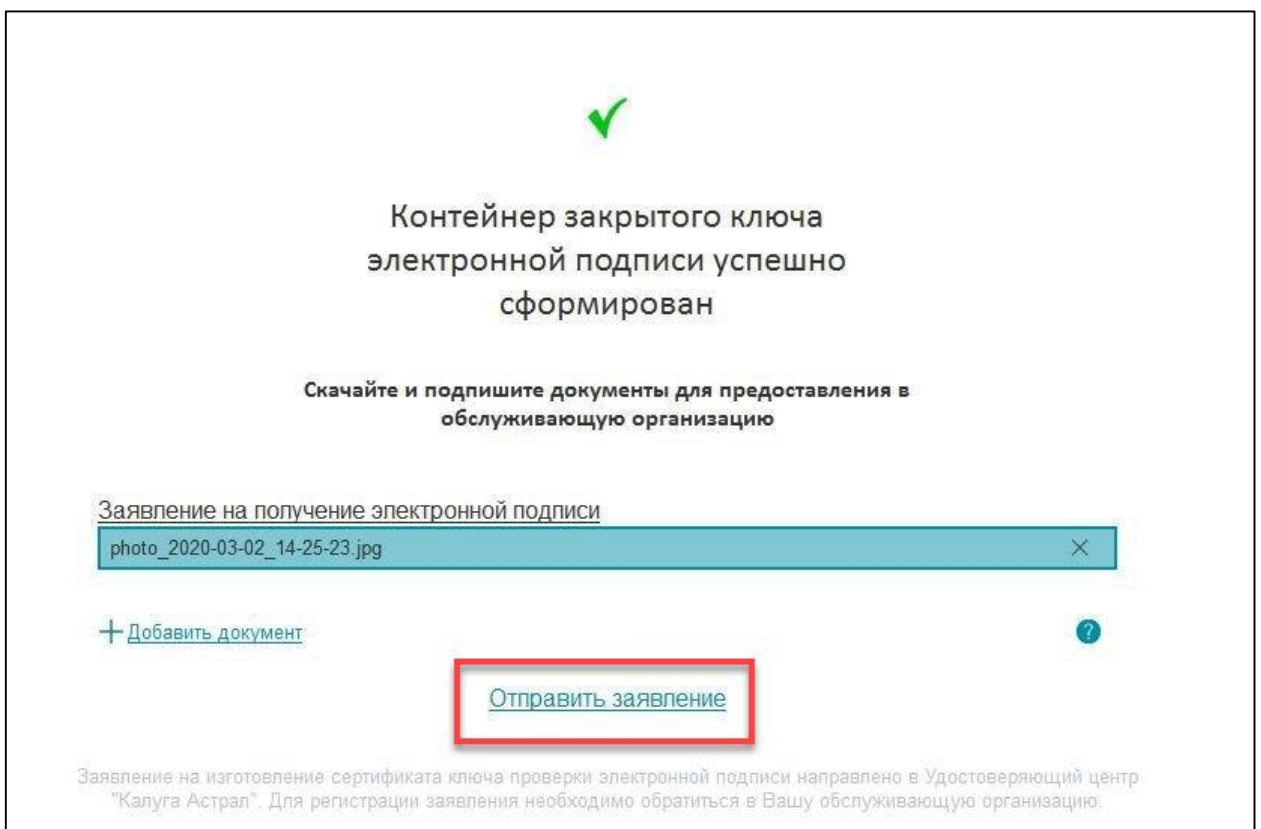 Контейнер закрытого ключа
электронной подписи успешно
сформирован
Скачайте и подпишите документы для предоставления в
обслуживающую организацию
Заявление на получение электронной подписи
photo_2020-03-02_14-25-23.jpg
Добавить документ
?
Отправить заявление
Заявление на изготовление сертификата ключа проверки электронной подписи направлено в Удостоверяющий центр
"Калуга Астрал". Для регистрации заявления необходимо обратиться в Вашу обслуживающую организацию.